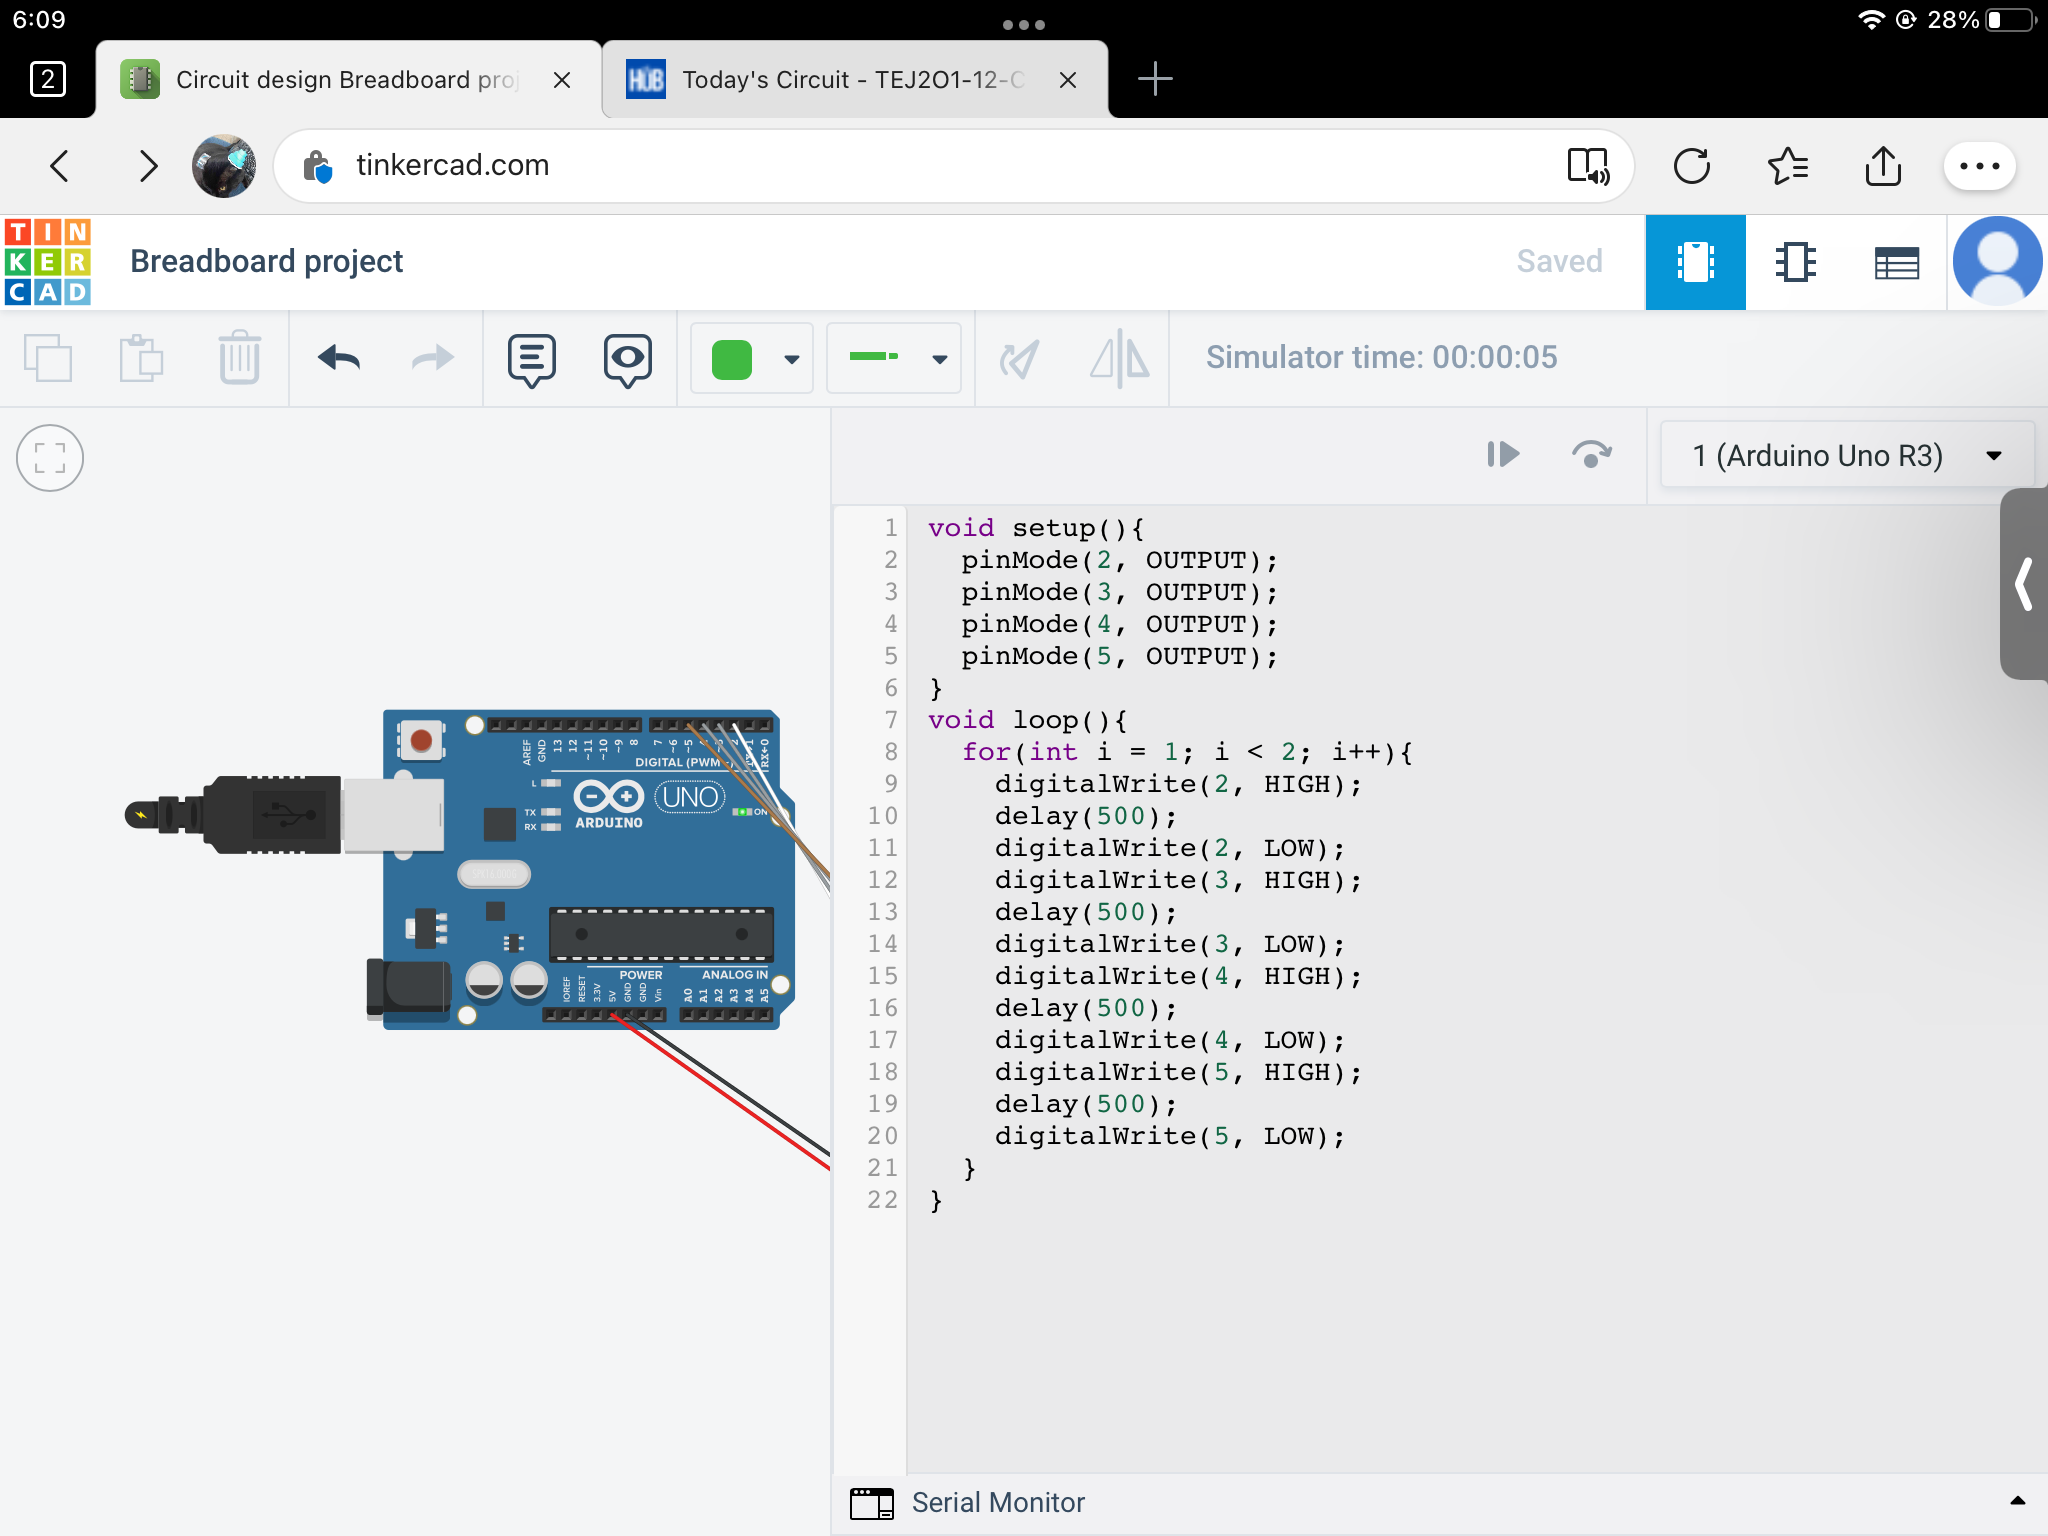 6:09
28%
2
Circuit design Breadboard proj
HUB
Today's Circuit - TEJ2O1-12-C
tinkercad.com
TIN
KER
CAD
Breadboard project
Saved
Simulator time: 00:00:05
1 (Arduino Uno R3)
AREF
GND
13
12
~11
~10
~9
8
7
~6
~5
2
RX←0
DIGITAL (PWM
L
TX
RX
ARDUINO
UNO
ON
POWER
ANALOG IN
IOREF
RESET
3.3V
5V
GND
GND
Vin
A0
A1
A2
A3
A4
A5
1 void setup(){
2 pinMode(2, OUTPUT);
3 pinMode(3, OUTPUT);
4 pinMode(4, OUTPUT);
5 pinMode(5, OUTPUT);
6 }
7 void loop(){
8 for(int i = 1; i < 2; i++){
9 digitalWrite(2, HIGH);
10 delay(500);
11 digitalWrite(2, LOW);
12 digitalWrite(3, HIGH);
13 delay(500);
14 digitalWrite(3, LOW);
15 digitalWrite(4, HIGH);
16 delay(500);
17 digitalWrite(4, LOW);
18 digitalWrite(5, HIGH);
19 delay(500);
20 digitalWrite(5, LOW);
21 }
22 }
Serial Monitor